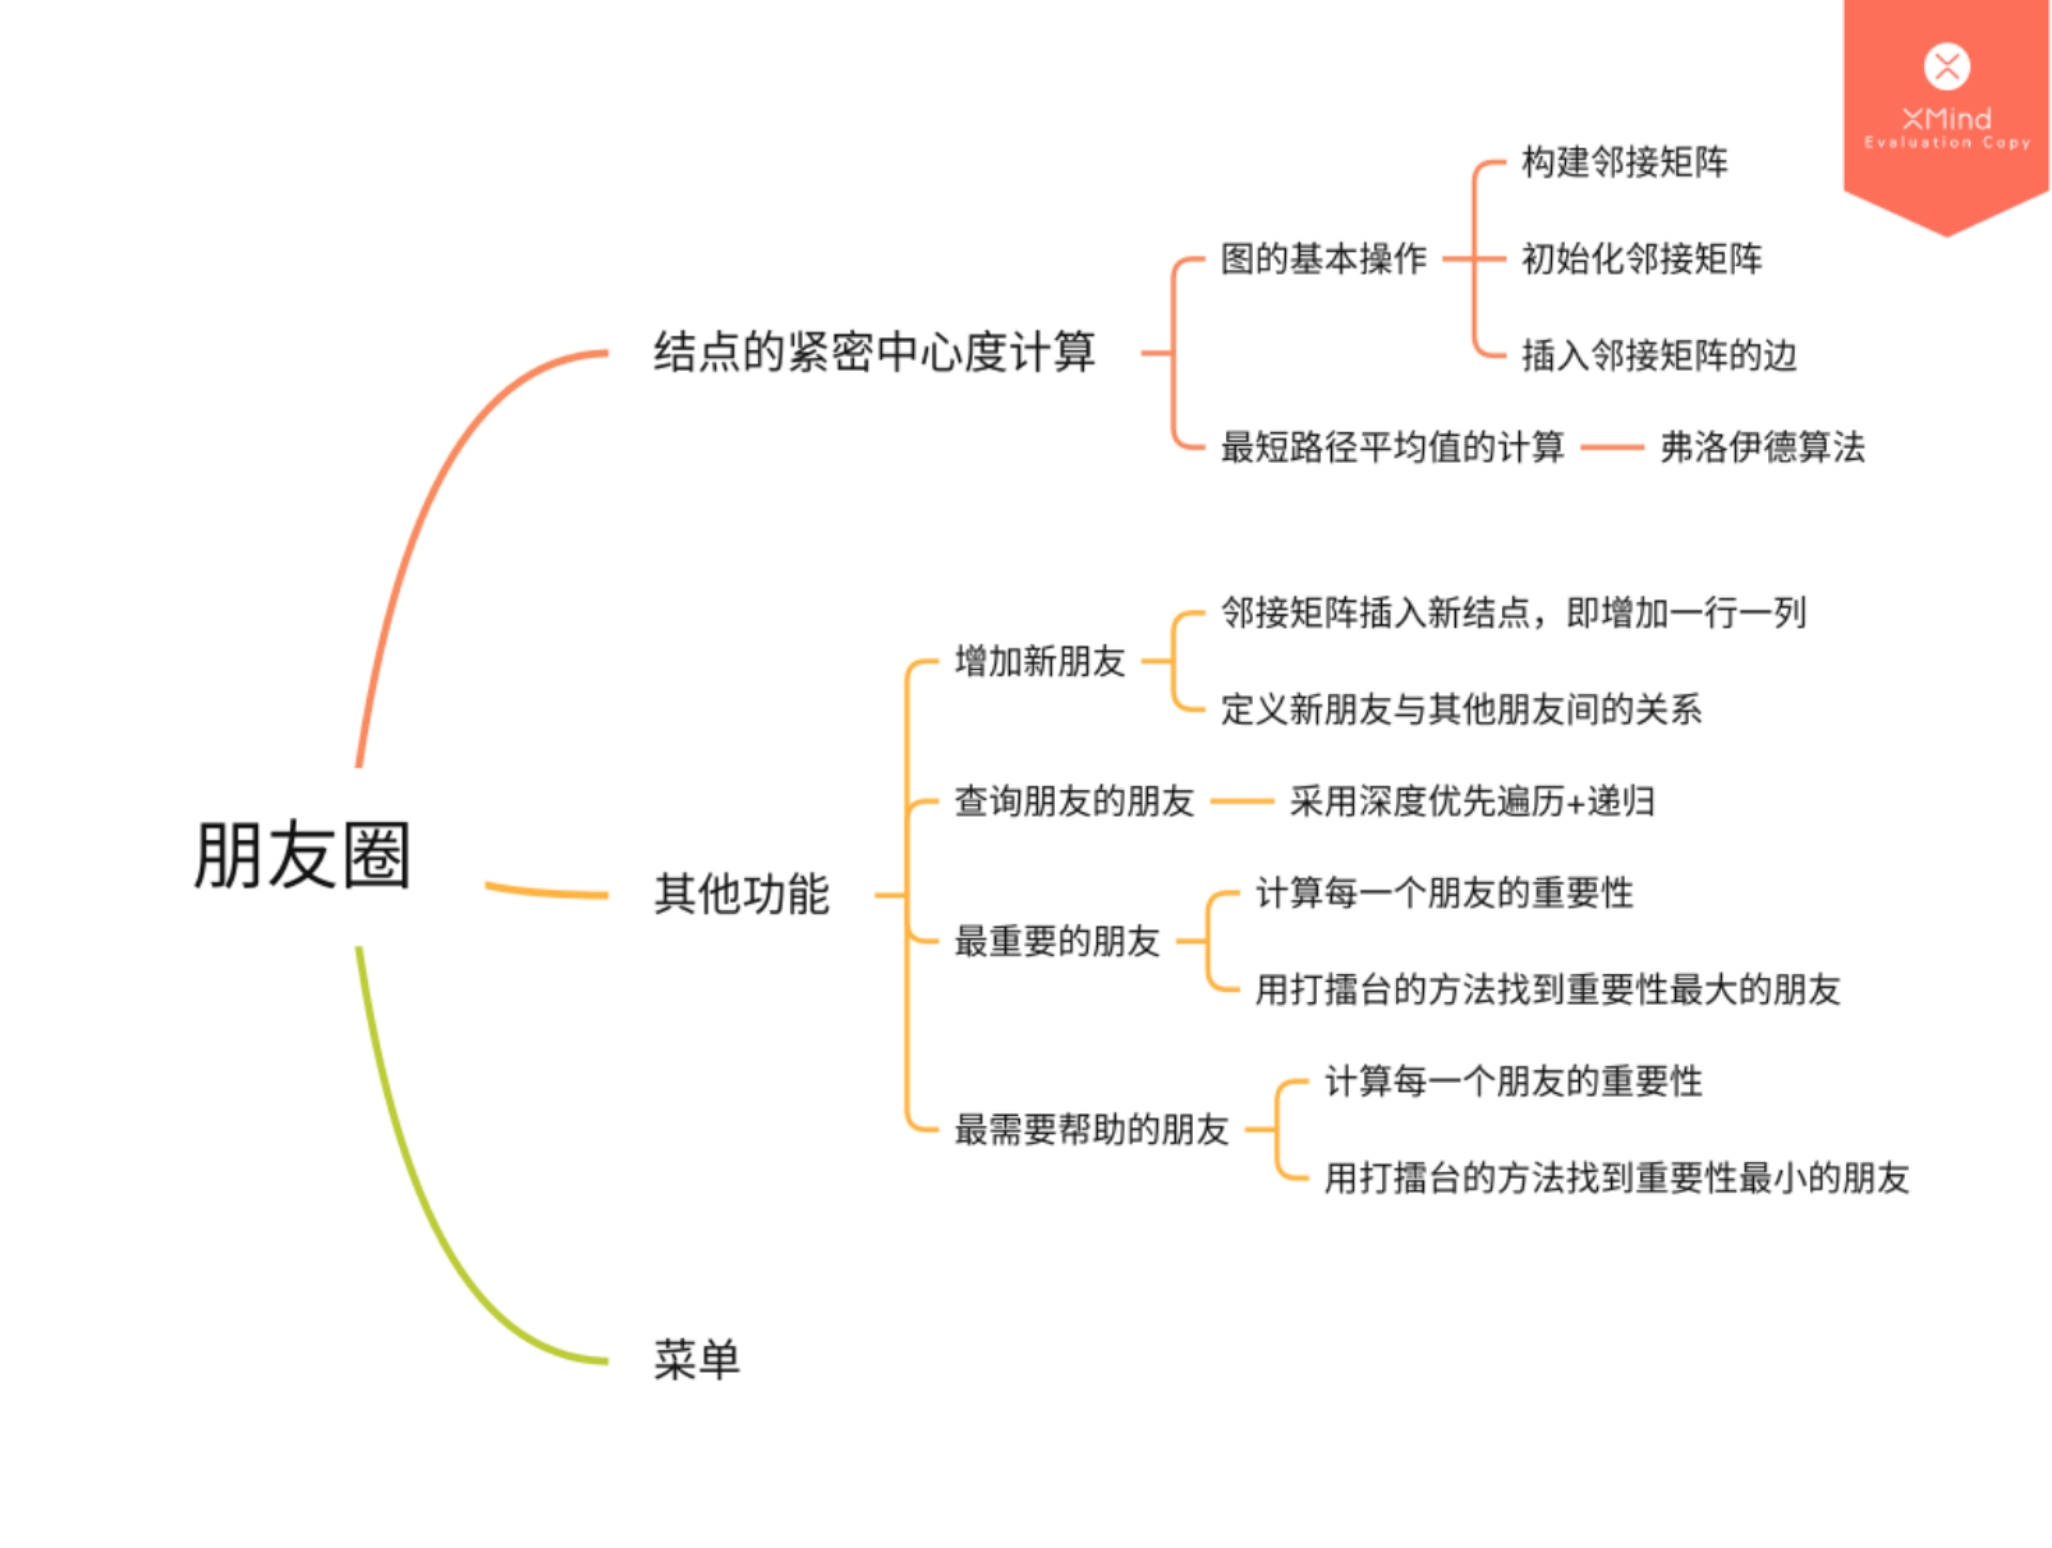 XMind
Evaluation Copy
朋友圈
结点的紧密中心度计算
图的基本操作
构建邻接矩阵
初始化邻接矩阵
插入邻接矩阵的边
最短路径平均值的计算
弗洛伊德算法
其他功能
增加新朋友
邻接矩阵插入新结点，即增加一行一列
定义新朋友与其他朋友间的关系
查询朋友的朋友
采用深度优先遍历+递归
最重要的朋友
计算每一个朋友的重要性
用打擂台的方法找到重要性最大的朋友
最需要帮助的朋友
计算每一个朋友的重要性
用打擂台的方法找到重要性最小的朋友
菜单